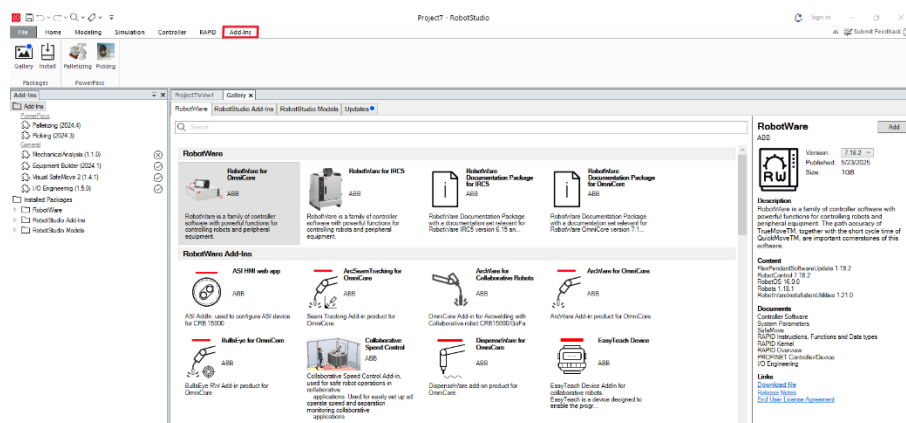 Project7 - RobotStudio
Sign in
File Home Modeling Simulation Controller RAPID Add-Ins
Submit Feedback
Gallery Install Palletizing Picking
Packages PowerPacs
Add-Ins
Project7:View1 Gallery
Add-Ins
RobotWare RobotStudio Add-Ins RobotStudio Models Updates
PowerPacs
Palletizing (2024.4)
Picking (2024.3)
General
Mechanical Analysis (1.1.0)
Equipment Builder (2024.1)
Visual SafeMove 2 (1.4.1)
I/O Engineering (1.5.0)
Installed Packages
RobotWare
RobotStudio Add-Ins
RobotStudio Models
Search
RobotWare
RobotWare for
OmniCore
ABB
RobotWare is a family of controller
software with powerful functions for
controlling robots and peripheral
equipment.
RobotWare for IRC5
ABB
RobotWare is a family of controller
software with powerful functions for
controlling robots and peripheral
equipment.
RobotWare
Documentation Package
for IRC5
ABB
RobotWare Documentation Package
with a documentation set relevant for
RobotWare IRC5 version 6.15 an...
RobotWare
Documentation Package
for OmniCore
ABB
RobotWare Documentation Package
with a documentation set relevant for
RobotWare OmniCore version 7.1...
RobotWare Add-Ins
ASI HMI web app
ABB
ASI AddIn, used to configure ASI device
for CRB 15000
ArcSeamTracking for
OmniCore
ABB
Seam Tracking Add-in product for
OmniCore.
ArcWare for
Collaborative Robots
ABB
OmniCore Add-in for Arcwelding with
Collaborative robot CRB15000/GoFa
ArcWare for OmniCore
ABB
ArcWare Add-in product for OmniCore.
BullsEye for OmniCore
ABB
BullsEye RW Add-in product for
OmniCore
Collaborative
Speed Control
ABB
Collaborative Speed Control Add-in,
used for safe robot operations in
collaborative
applications. Used for easily set up ad
operate speed and separation
monitoring collaborative
applications
DispenseWare for
OmniCore
ABB
DispenseWare add-on product for
OmniCore.
EasyTeach Device
ABB
EasyTeach Device AddIn for
collaborative robots.
EasyTeach is a device designed to
enable the progr...
RobotWare Add
ABB
RW
Version: 7.18.2
Published: 5/23/2025
Size: 1GB
Description
RobotWare is a family of controller software with
powerful functions for controlling robots and
peripheral equipment. The path accuracy of
TrueMoveTM, together with the short cycle time of
QuickMoveTM, are important cornerstones of this
software.
Content
FlexPendantSoftwareUpdate 1.19.2
RobotControl 7.18.2
RobotOS 16.0.0
Robots 1.18.1
RobotWareInstallationUtilities 1.21.0
Documents
Controller Software
System Parameters
SafeMove
RAPID Instructions, Functions and Data types
RAPID Kernel
RAPID Overview
PROFINET Controller/Device
I/O Engineering
Links
Download file
Release Notes
End User License Agreement